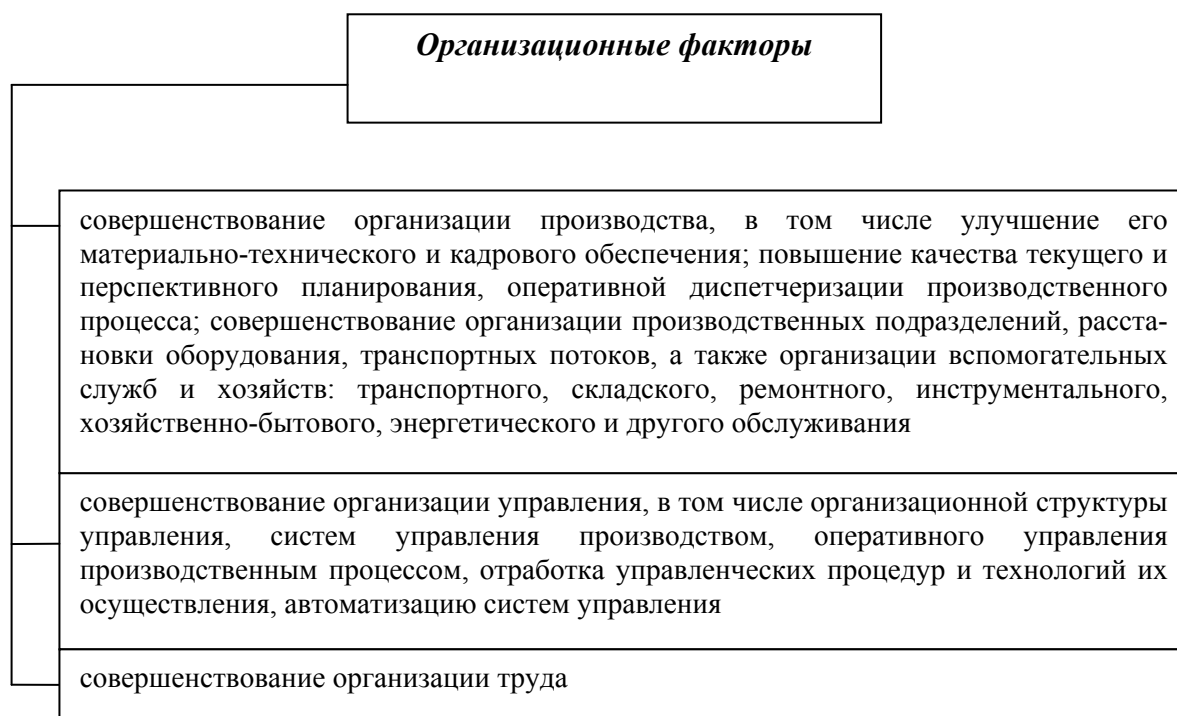 Организационные факторы
совершенствование организации производства, в том числе улучшение его
материально-технического и кадрового обеспечения; повышение качества текущего и
перспективного планирования, оперативной диспетчеризации производственного
процесса; совершенствование организации производственных подразделений, расста-
новки оборудования, транспортных потоков, а также организации вспомогательных
служб и хозяйств: транспортного, складского, ремонтного, инструментального,
хозяйственно-бытового, энергетического и другого обслуживания
совершенствование организации управления, в том числе организационной структуры
управления, систем управления производством, оперативного управления
производственным процессом, отработка управленческих процедур и технологий их
осуществления, автоматизацию систем управления
совершенствование организации труда